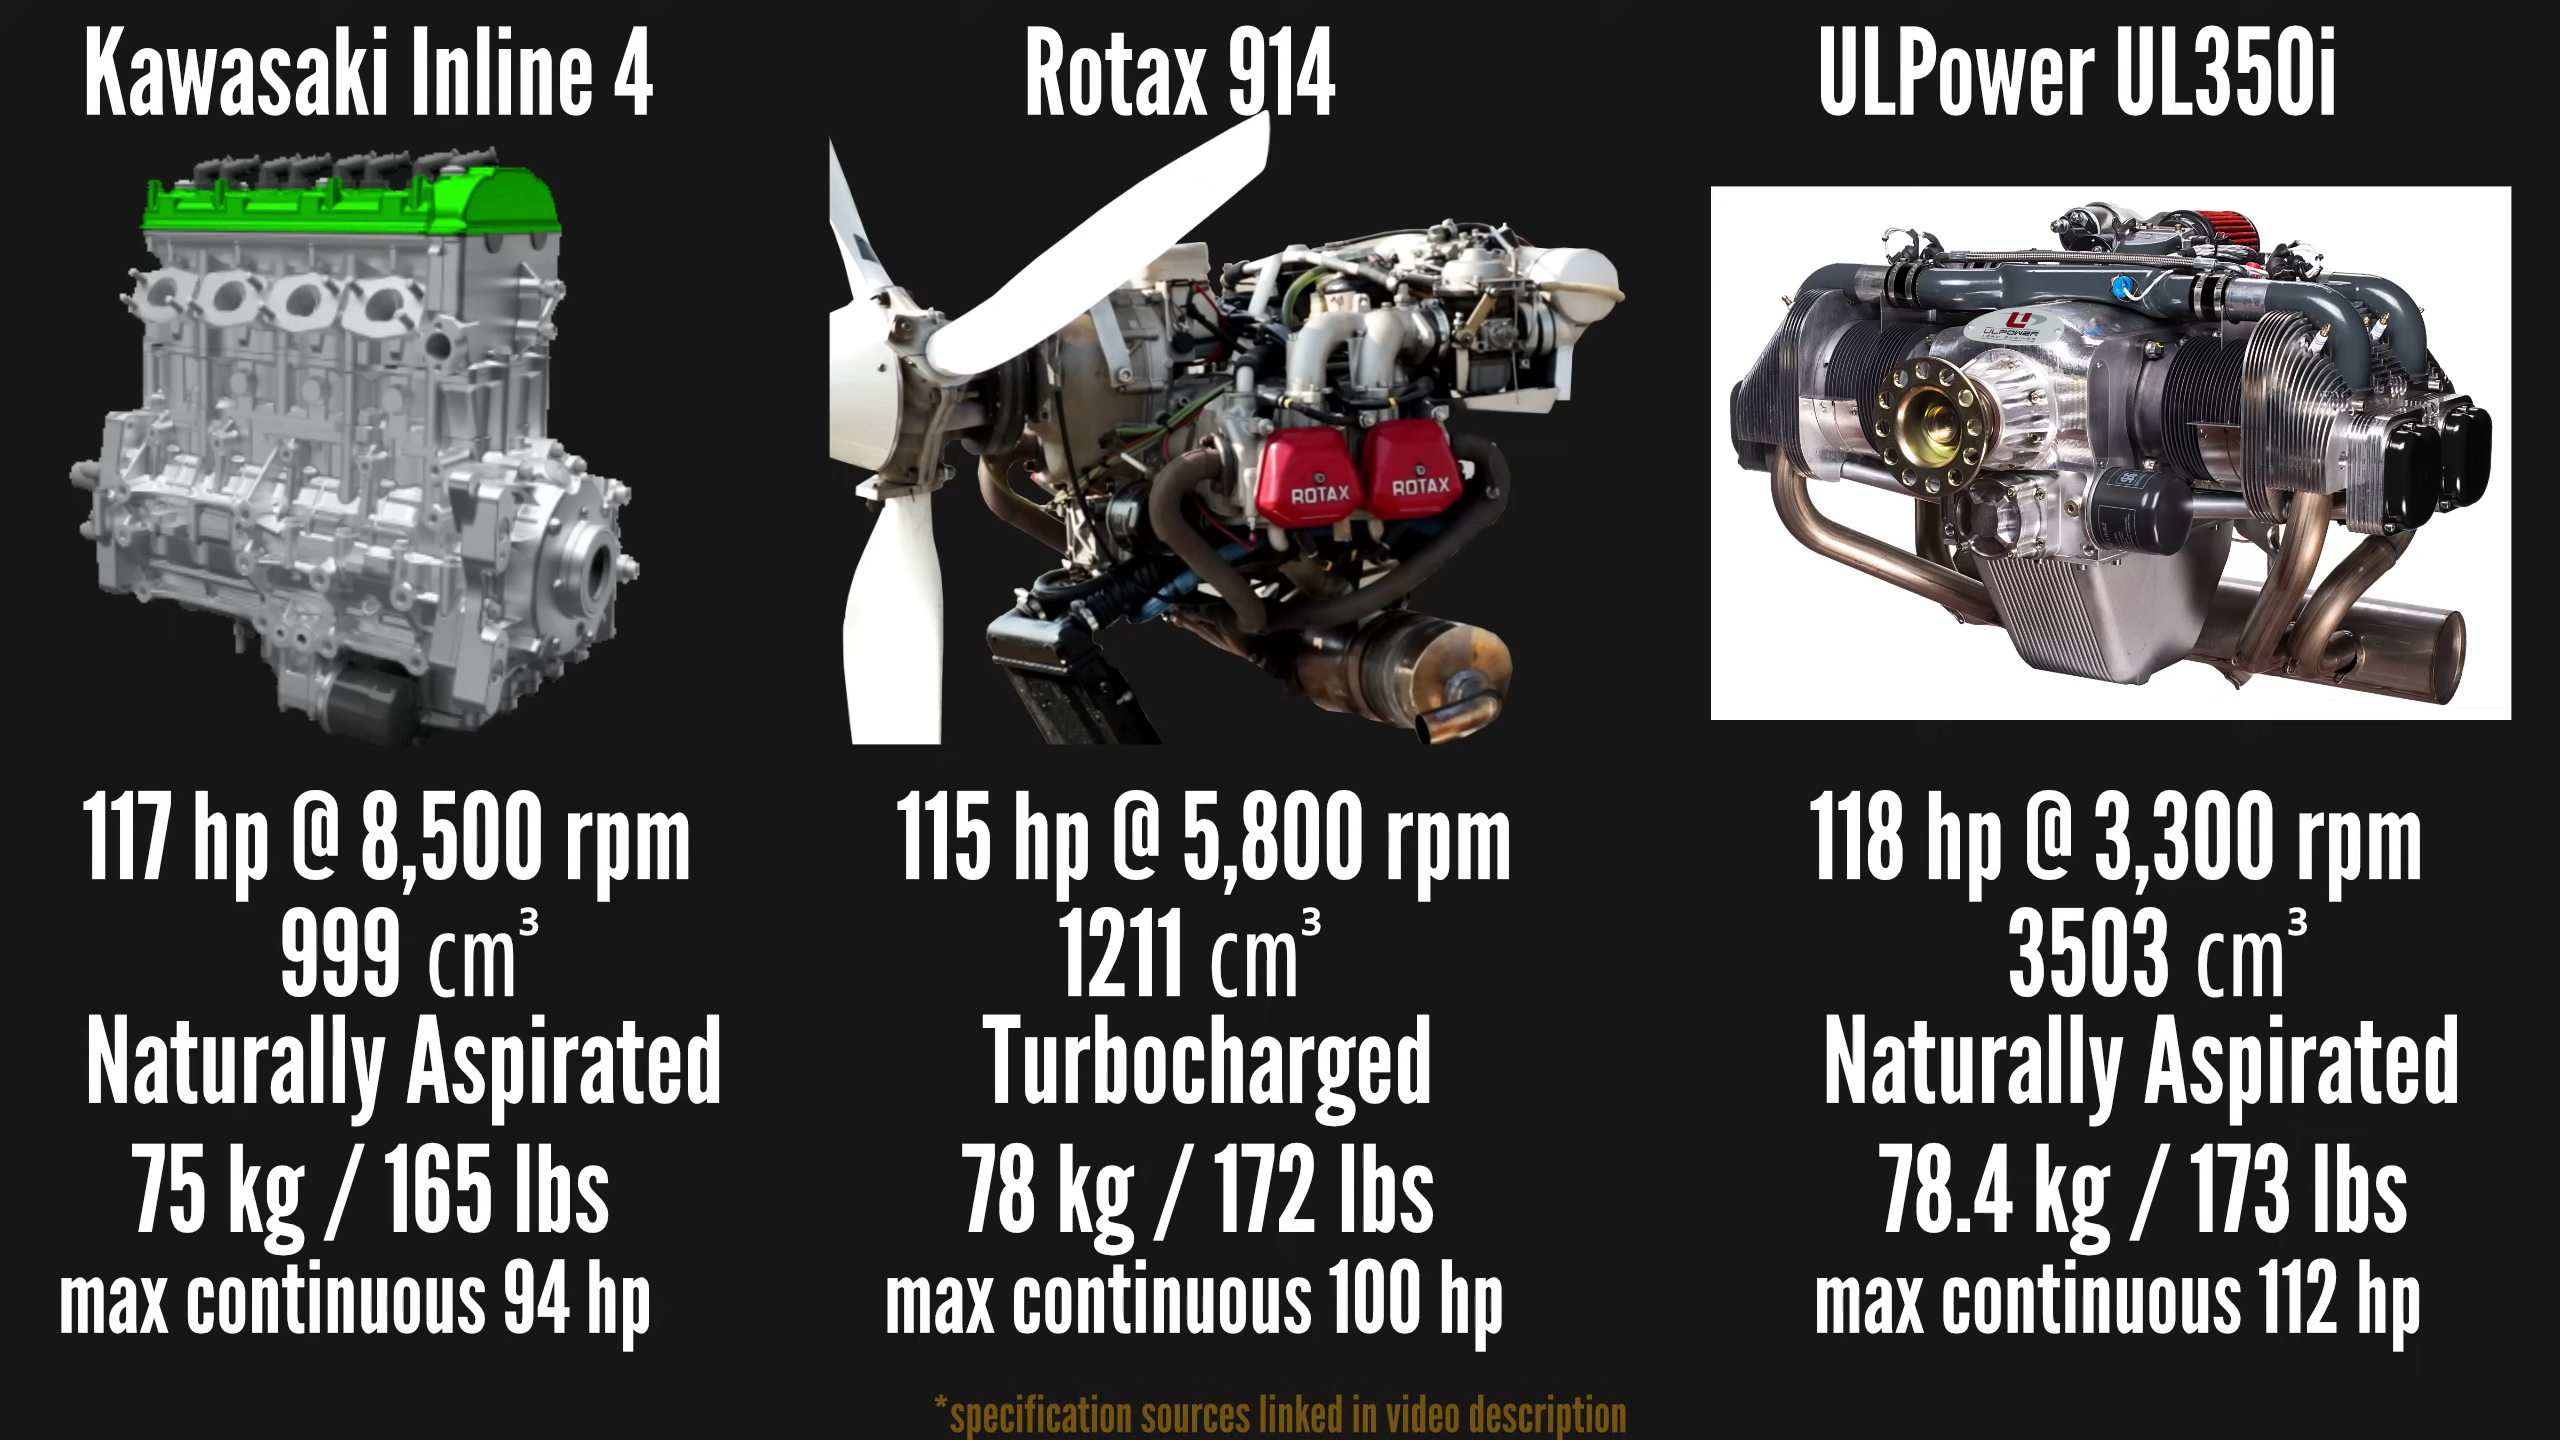 Kawasaki Inline 4
117 hp @ 8,500 rpm
999 cm³
Naturally Aspirated
75 kg / 165 lbs
max continuous 94 hp
Rotax 914
ROTAX
ROTAX
115 hp @ 5,800 rpm
1211 cm³
Turbocharged
78 kg / 172 lbs
max continuous 100 hp
ULPower UL350i
ULPOWER
118 hp @ 3,300 rpm
3503 cm³
Naturally Aspirated
78.4 kg / 173 lbs
max continuous 112 hp
*specification sources linked in video description